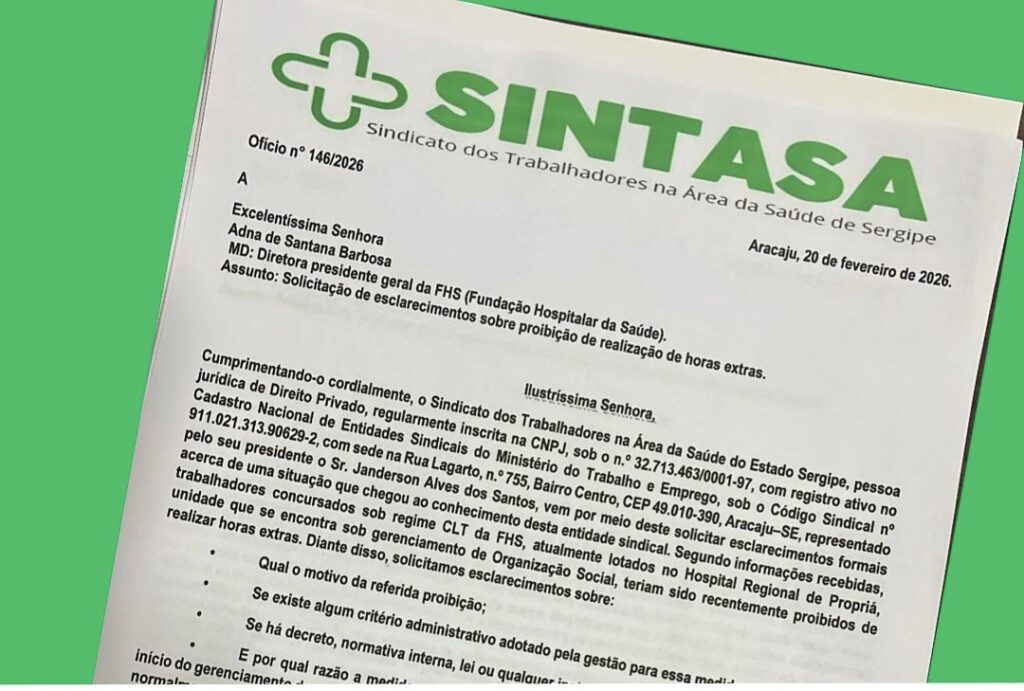 SINTASA
Sindicato dos Trabalhadores na Área da Saúde de Sergipe
Ofício n° 146/2026
Aracaju, 20 de fevereiro de 2026.
A
Excelentíssima Senhora
Adna de Santana Barbosa
MD: Diretora presidente geral da FHS (Fundação Hospitalar da Saúde).
Assunto: Solicitação de esclarecimentos sobre proibição de realização de horas extras.
Ilustríssima Senhora,
Cumprimentando-o cordialmente, o Sindicato dos Trabalhadores na Área da Saúde do Estado Sergipe, pessoa
jurídica de Direito Privado, regularmente inscrita na CNPJ, sob o n.º 32.713.463/0001-97, com registro ativo no
Cadastro Nacional de Entidades Sindicais do Ministério do Trabalho e Emprego, sob o Código Sindical nº
911.021.313.90629-2, com sede na Rua Lagarto, n.º 755, Bairro Centro, CEP 49.010-390, Aracaju–SE, representado
pelo seu presidente o Sr. Janderson Alves dos Santos, vem por meio deste solicitar esclarecimentos formais
acerca de uma situação que chegou ao conhecimento desta entidade sindical. Segundo informações recebidas,
trabalhadores concursados sob regime CLT da FHS, atualmente lotados no Hospital Regional de Propriá,
unidade que se encontra sob gerenciamento de Organização Social, teriam sido recentemente proibidos de
realizar horas extras. Diante disso, solicitamos esclarecimentos sobre:
• Qual o motivo da referida proibição;
• Se existe algum critério administrativo adotado pela gestão para essa
• Se há decreto, normativa interna, lei ou qualquer
• E por qual razão a
início do gerenciamento